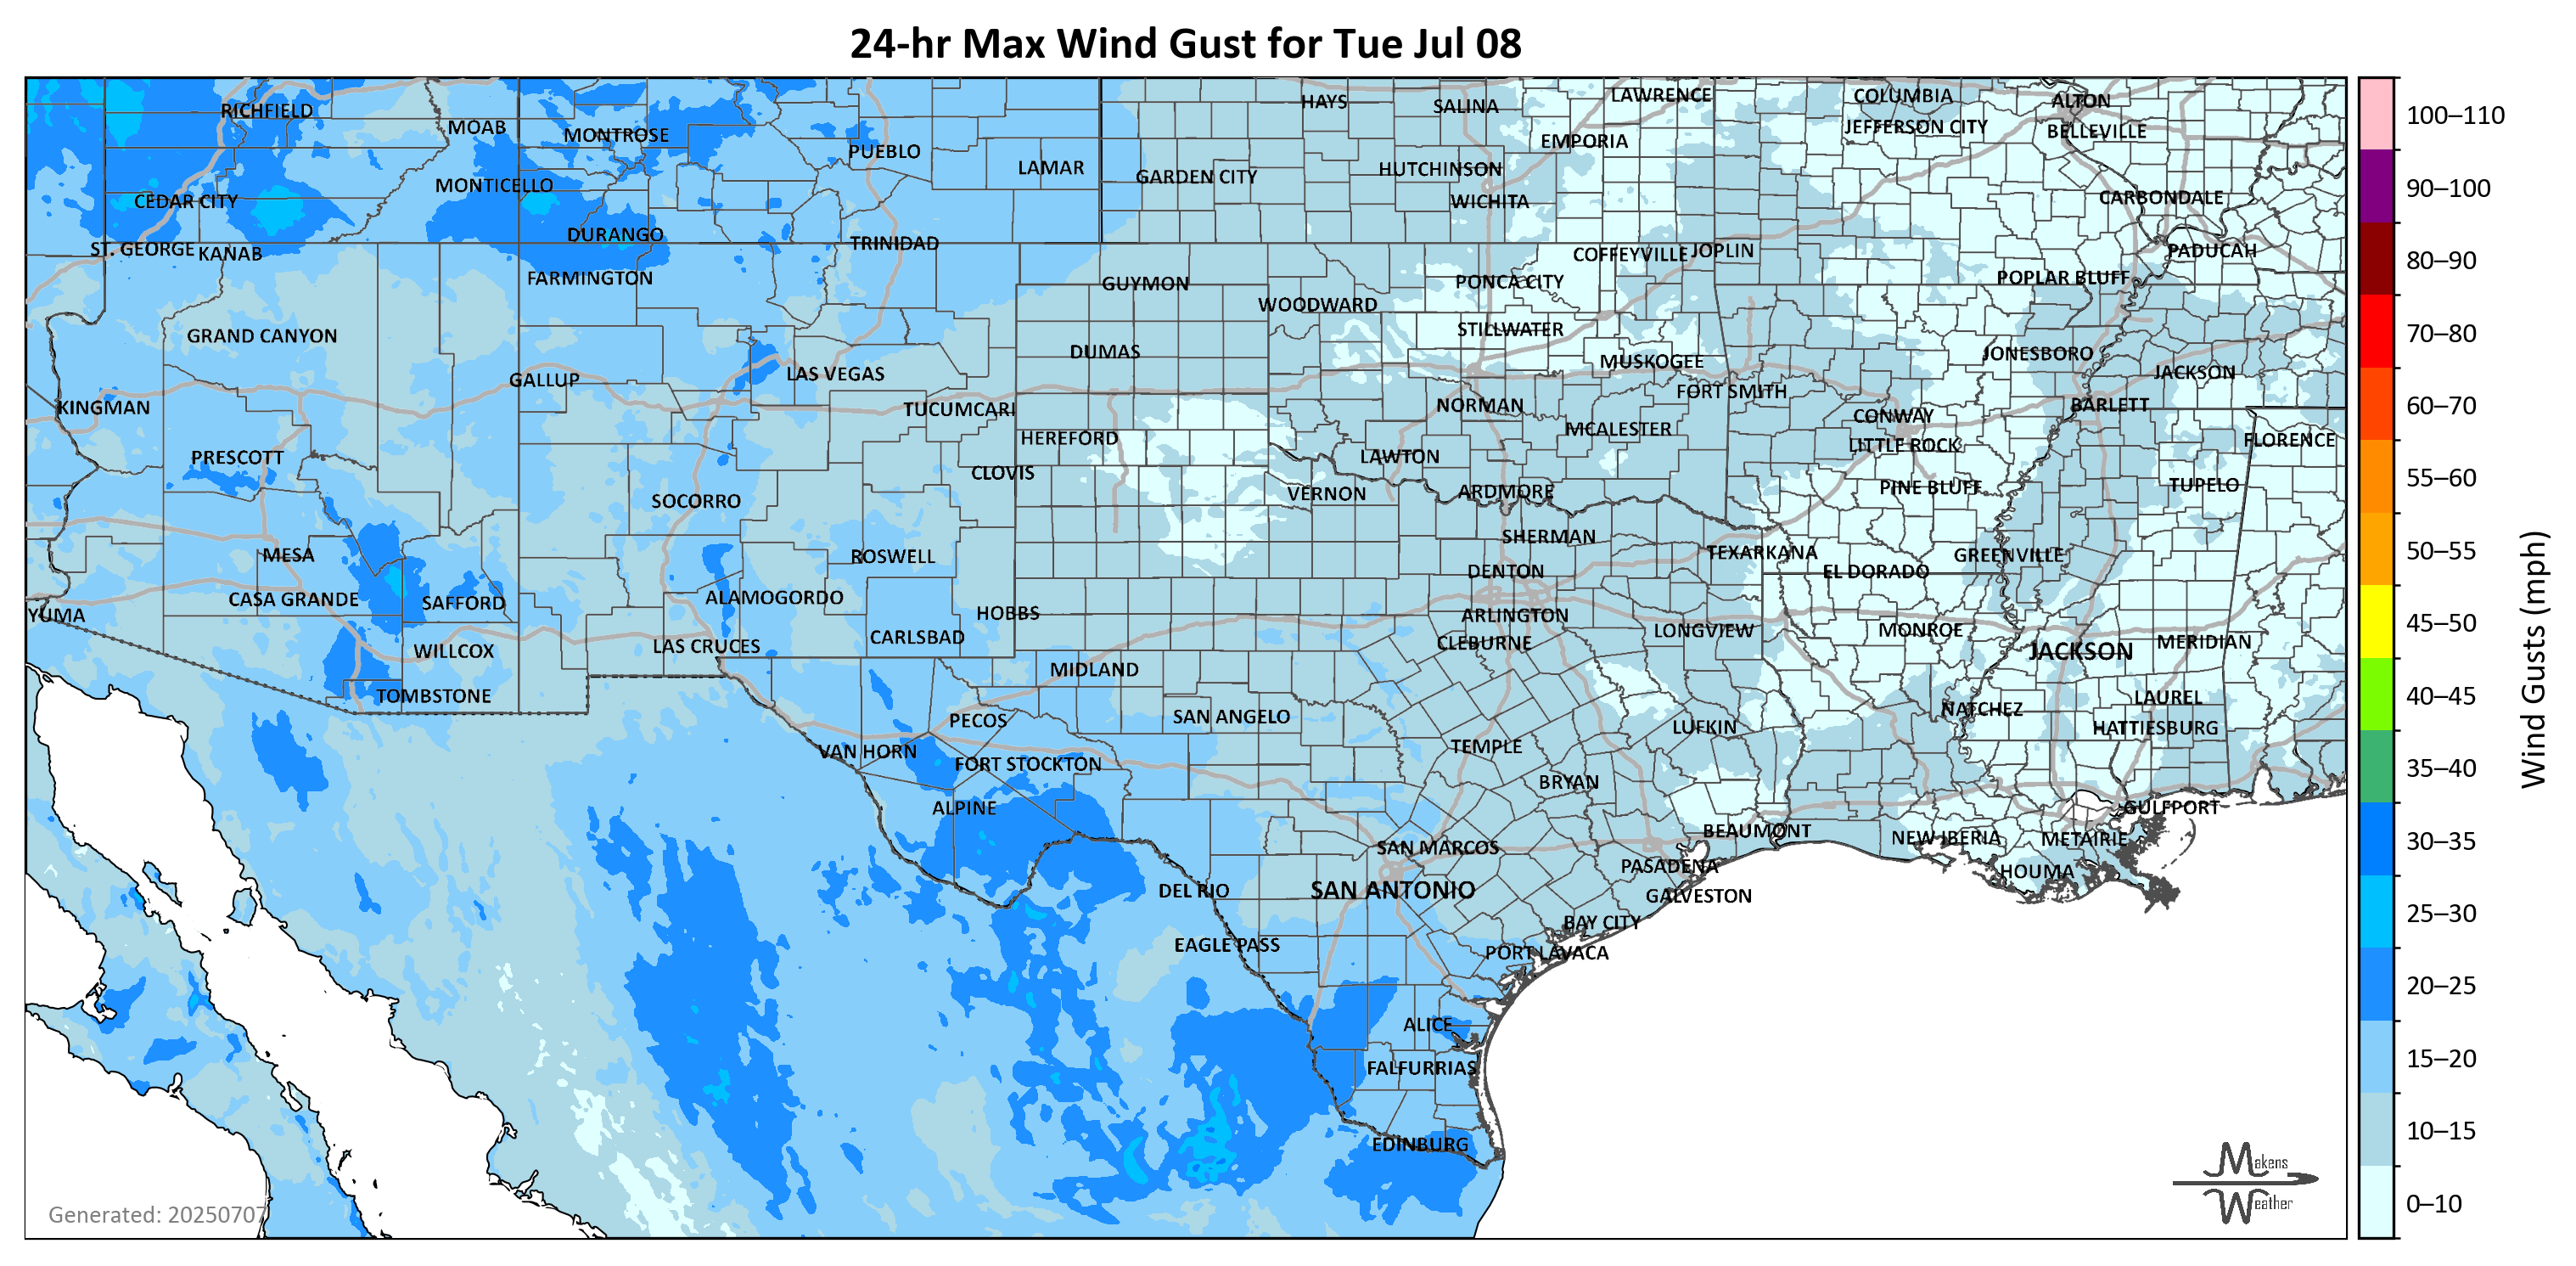 24-hr Max Wind Gust for Tue Jul 08
RICHFIELD
MOAB
MONTROSE
PUEBLO
LAMAR
HAYS
SALINA
LAWRENCE
COLUMBIA
ALTON
EMPORIA
JEFFERSON CITY
BELLEVILLE
GARDEN CITY
HUTCHINSON
MONTICELLO
CEDAR CITY
WICHITA
CARBONDALE
DURANGO
TRINIDAD
ST. GEORGE
KANAB
COFFEYVILLE
JOPLIN
PADUCAH
FARMINGTON
GUYMON
PONCA CITY
POPLAR BLUFF
WOODWARD
GRAND CANYON
STILLWATER
DUMAS
MUSKOGEE
JONESBORO
GALLUP
LAS VEGAS
JACKSON
FORT SMITH
KINGMAN
TUCUMCARI
NORMAN
CONWAY
BARLETT
HEREFORD
MCALESTER
LITTLE ROCK
FLORENCE
PRESCOTT
CLOVIS
LAWTON
SOCORRO
VERNON
ARDMORE
PINE BLUFF
TUPELO
MESA
ROSWELL
SHERMAN
TEXARKANA
GREENVILLE
DENTON
EL DORADO
CASA GRANDE
SAFFORD
ALAMOGORDO
HOBBS
ARLINGTON
YUMA
WILLCOX
LAS CRUCES
CARLSBAD
CLEBURNE
LONGVIEW
MONROE
JACKSON
MERIDIAN
TOMBSTONE
MIDLAND
LAUREL
PECOS
SAN ANGELO
NATCHEZ
HATTIESBURG
VAN HORN
FORT STOCKTON
TEMPLE
LUFKIN
BRYAN
ALPINE
GULFPORT
SAN MARCOS
BEAUMONT
NEW IBERIA
METAIRIE
PASADENA
HOUMA
DEL RIO
SAN ANTONIO
GALVESTON
BAY CITY
EAGLE PASS
PORT LAVACA
ALICE
FALFURRIAS
EDINBURG
Generated: 20250707
Makens
Weather
100–110
90–100
80–90
70–80
60–70
55–60
50–55
45–50
40–45
35–40
30–35
25–30
20–25
15–20
10–15
0–10
Wind Gusts (mph)